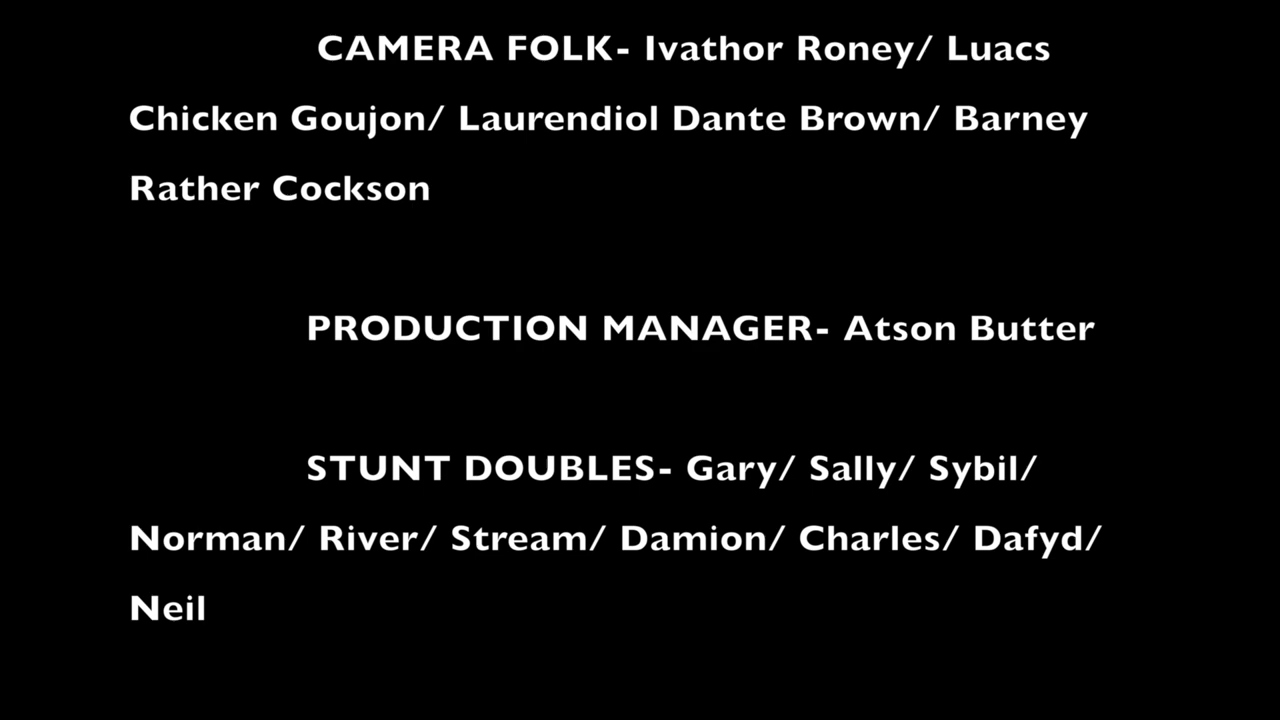 CAMERA FOLK- Ivathor Roney/ Luacs
Chicken Goujon/ Laurendiol Dante Brown/ Barney
Rather Cockson
PRODUCTION MANAGER- Atson Butter
STUNT DOUBLES- Gary/ Sally/ Sybil/
Norman/ River/ Stream/ Damion/ Charles/ Dafyd/
Neil